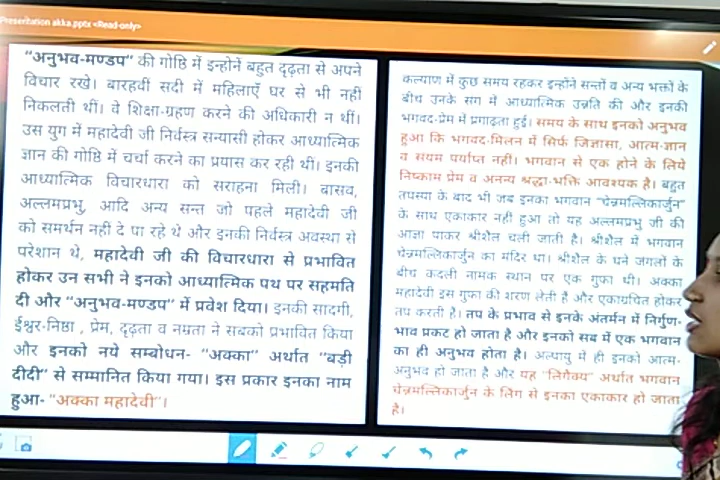 Presentation akka.pptx <Read-only>
"अनुभव-मण्डप" की गोष्ठि में इन्होने बहुत दृढ़ता से अपने
विचार रखे। बारहवीं सदी में महिलाएँ घर से भी नहीं
निकलती थीं। वे शिक्षा-ग्रहण करने की अधिकारी न थीं।
उस युग में महादेवी जी निर्वस्त्र सन्यासी होकर आध्यात्मिक
ज्ञान की गोष्ठि में चर्चा करने का प्रयास कर रही थीं। इनकी
आध्यात्मिक विचारधारा को सराहना मिली। बासव,
अल्लमप्रभु, आदि अन्य सन्त जो पहले महादेवी जी
को समर्थन नहीं दे पा रहे थे और इनकी निर्वस्त्र अवस्था से
परेशान थे, महादेवी जी की विचारधारा से प्रभावित
होकर उन सभी ने इनको आध्यात्मिक पथ पर सहमति
दी और "अनुभव-मण्डप" में प्रवेश दिया। इनकी सादगी,
ईश्वर-निष्ठा , प्रेम, दृढ़ता व नम्रता ने सबको प्रभावित किया
और इनको नये सम्बोधन- "अक्का" अर्थात "बड़ी
दीदी" से सम्मानित किया गया। इस प्रकार इनका नाम
हुआ- "अक्का महादेवी"।
कल्याण में कुछ समय रहकर इन्होंने सन्तों व अन्य भक्तों के
बीच उनके संग में आध्यात्मिक उन्नति की और इनकी
भगवद-प्रेम में प्रगाढ़ता हुई। समय के साथ इनको अनुभव
हुआ कि भगवद-मिलन में सिर्फ जिज्ञासा, आत्म-ज्ञान
व संयम पर्याप्त नहीं। भगवान से एक होने के लिये
निष्काम प्रेम व अनन्य श्रद्धा-भक्ति आवश्यक है। बहुत
तपस्या के बाद भी जब इनका भगवान "चेन्नमल्लिकार्जुन"
के साथ एकाकार नहीं हुआ तो यह अल्लमप्रभु जी की
आज्ञा पाकर श्रीशैल चली जाती है। श्रीशैल में भगवान
चेन्नमल्लिकार्जुन का मंदिर था। श्रीशैल के घने जंगलों के
बीच कदली नामक स्थान पर एक गुफा थी। अक्का
महादेवी इस गुफा की शरण लेती हैं और एकाग्रचित होकर
तप करती है। तप के प्रभाव से इनके अंतर्मन में निर्गुण-
भाव प्रकट हो जाता है और इनको सब में एक भगवान
का ही अनुभव होता है। अल्पायु में ही इनको आत्म-
अनुभव हो जाता है और यह "लिंगैक्य" अर्थात भगवान
चेन्नमल्लिकार्जुन के लिंग से इनका एकाकार हो जाता
है।